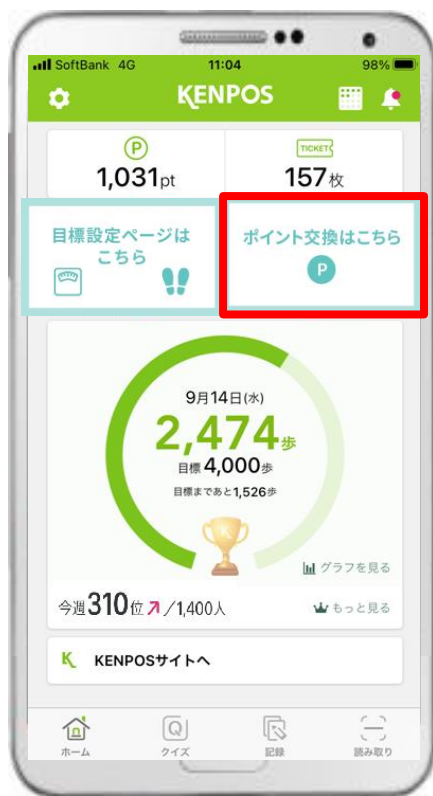 SoftBank 4G 11:04 98%
KENPOS
P TICKET
1,031pt 157枚
目標設定ページは
こちら
ポイント交換はこちら
P
9月14日(水)
2,474歩
目標 4,000歩
目標まであと1,526歩
K
グラフを見る
今週310位 / 1,400人 もっと見る
K KENPOSサイトへ
Q
ホーム クイズ 記録 読み取り